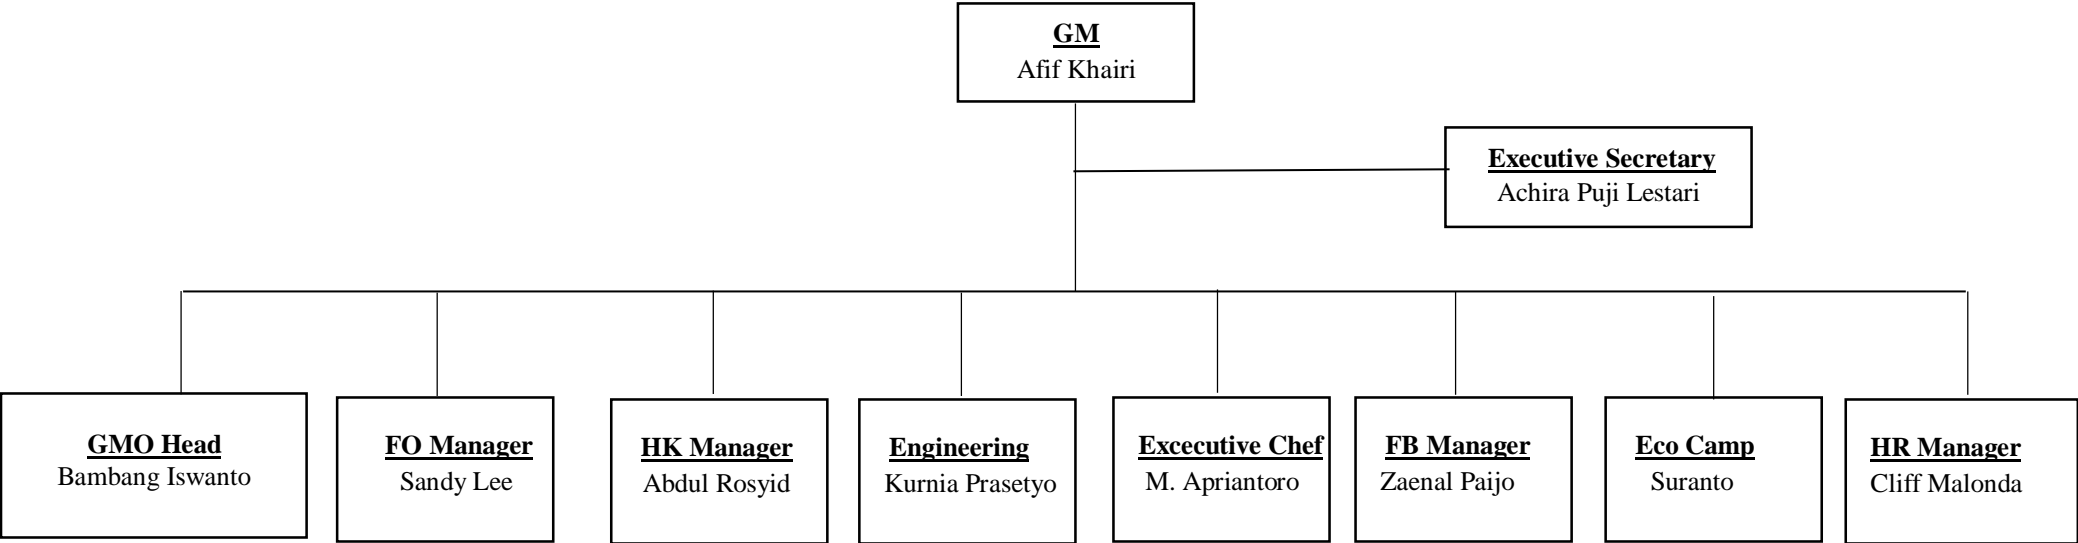 GM
Afif Khairi
Executive Secretary
Achira Puji Lestari
GMO Head
Bambang Iswanto
FO Manager
Sandy Lee
HK Manager
Abdul Rosyid
Engineering
Kurnia Prasetyo
Excecutive Chef
M. Apriantoro
FB Manager
Zaenal Paijo
Eco Camp
Suranto
HR Manager
Cliff Malonda